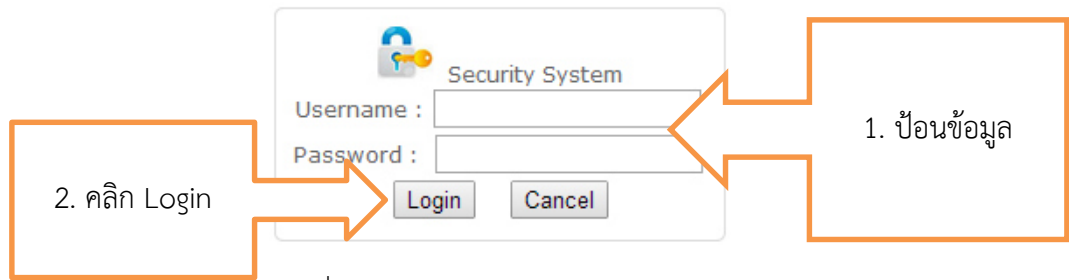 Security System
Username :
1. ป้อนข้อมูล
Password :
2. คลิก Login
Login
Cancel